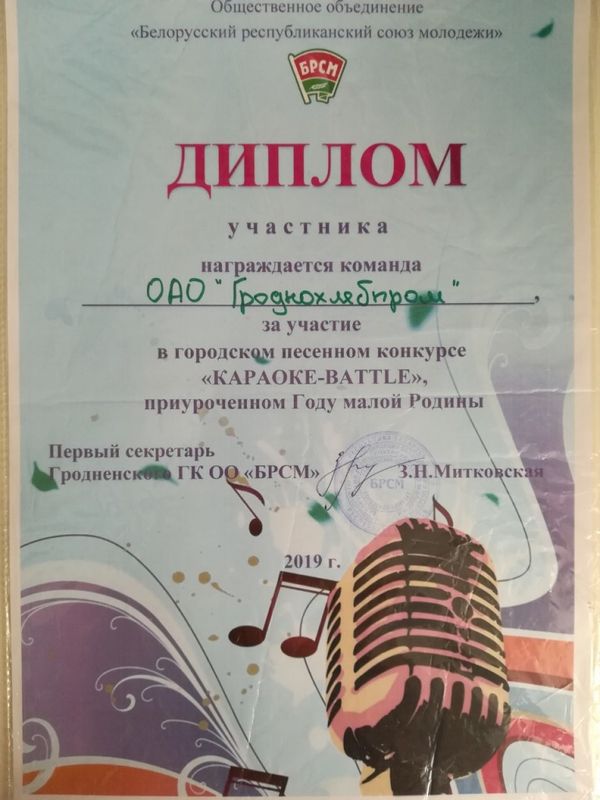 Общественное объединение
«Белорусский республиканский союз молодежи»
БРСМ
ДИПЛОМ
участника
награждается команда
ОАО "Гроднохлебпром",
за участие
в городском песенном конкурсе
«КАРАОКЕ-BATTLE»,
приуроченном Году малой Родины
Первый секретарь
Гродненского ГК ОО «БРСМ» З.Н.Митковская
БРСМ
2019 г.